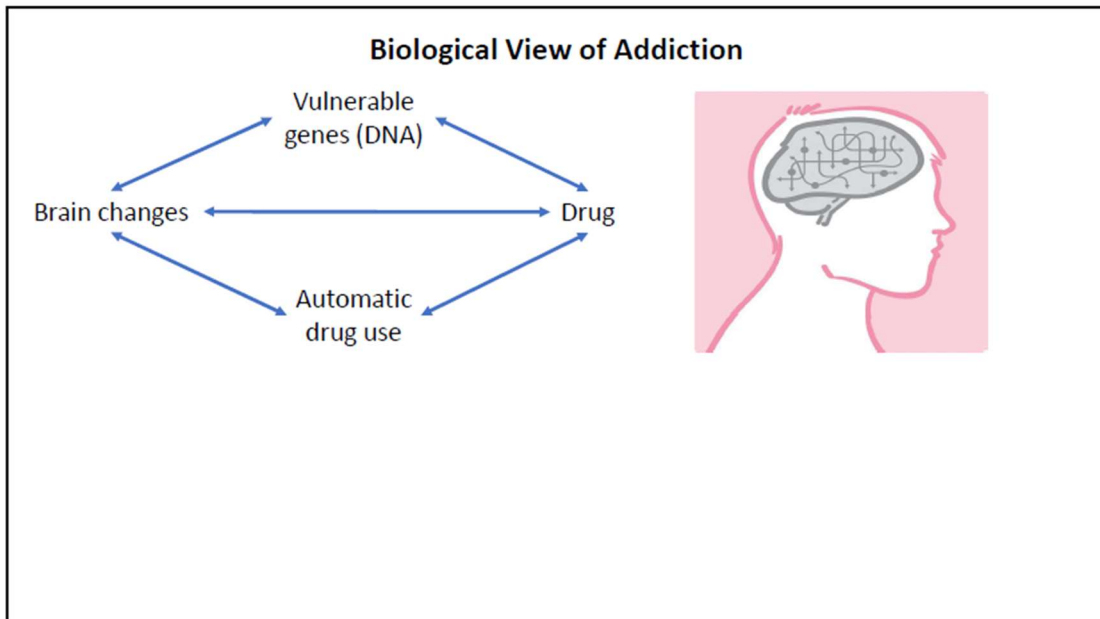 Biological View of Addiction
Vulnerable
genes (DNA)
Brain changes
Drug
Automatic
drug use